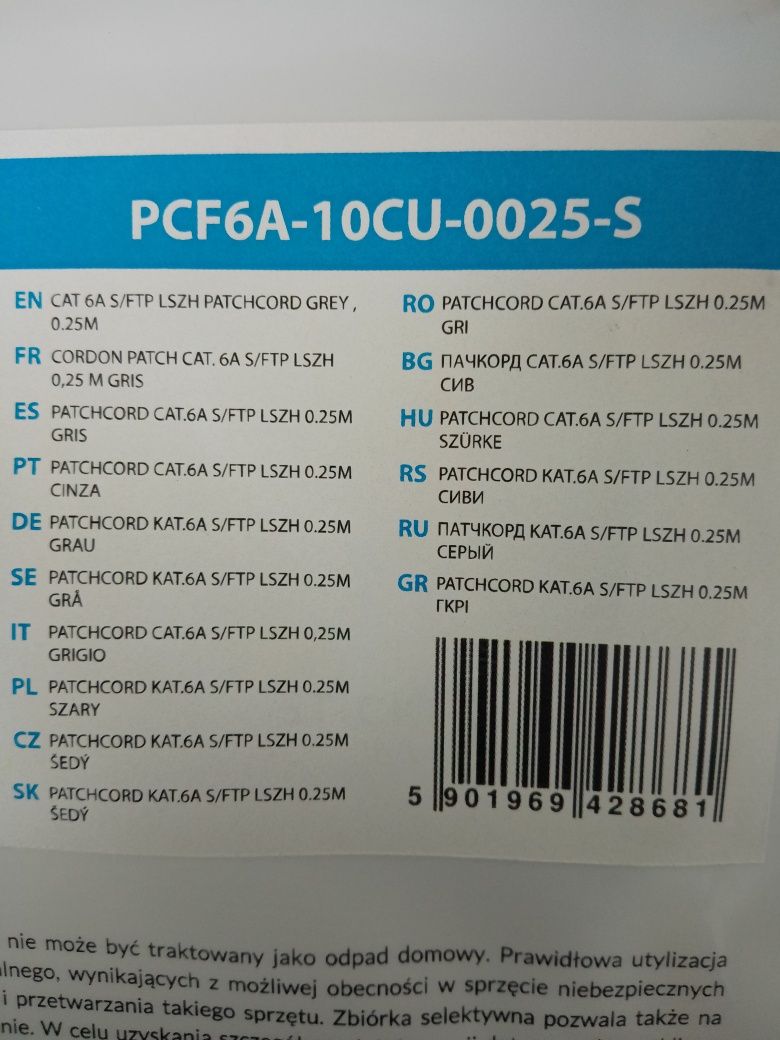 PCF6A-10CU-0025-S
EN CAT 6A S/FTP LSZH PATCHCORD GREY ,
0.25M
FR CORDON PATCH CAT. 6A S/FTP LSZH
0,25 M GRIS
ES PATCHCORD CAT.6A S/FTP LSZH 0.25M
GRIS
PT PATCHCORD CAT.6A S/FTP LSZH 0.25M
CINZA
DE PATCHCORD KAT.6A S/FTP LSZH 0.25M
GRAU
SE PATCHCORD KAT.6A S/FTP LSZH 0.25M
GRÅ
IT PATCHCORD CAT.6A S/FTP LSZH 0,25M
GRIGIO
PL PATCHCORD KAT.6A S/FTP LSZH 0.25M
SZARY
CZ PATCHCORD KAT.6A S/FTP LSZH 0.25M
ŠEDÝ
SK PATCHCORD KAT.6A S/FTP LSZH 0.25M
ŠEDÝ
RO PATCHCORD CAT.6A S/FTP LSZH 0.25M
GRI
BG ПАЧКОРД CAT.6A S/FTP LSZH 0.25M
СИВ
HU PATCHCORD CAT.6A S/FTP LSZH 0.25M
SZÜRKE
RS PATCHCORD KAT.6A S/FTP LSZH 0.25M
СИВИ
RU ПАТЧКОРД KAT.6A S/FTP LSZH 0.25M
СЕРЫЙ
GR PATCHCORD KAT.6A S/FTP LSZH 0.25M
ΓΚΡΙ
5 901969 428681
nie może być traktowany jako odpad domowy. Prawidłowa utylizacja
alnego, wynikających z możliwej obecności w sprzęcie niebezpiecznych
i przetwarzania takiego sprzętu. Zbiórka selektywna pozwala także na
nie. W celu uzyskania